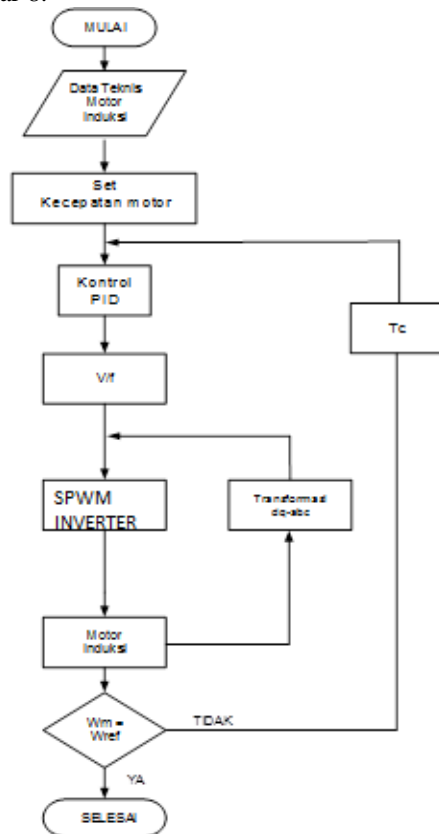 MULAI
Data Teknis
Motor
Induksi
Set
Kecepatan motor
Kontrol
PID
Tc
V/f
SPWM
INVERTER
Transformasi
dq-abc
Motor
Induksi
Wm =
Wref
TIDAK
YA
SELESAI